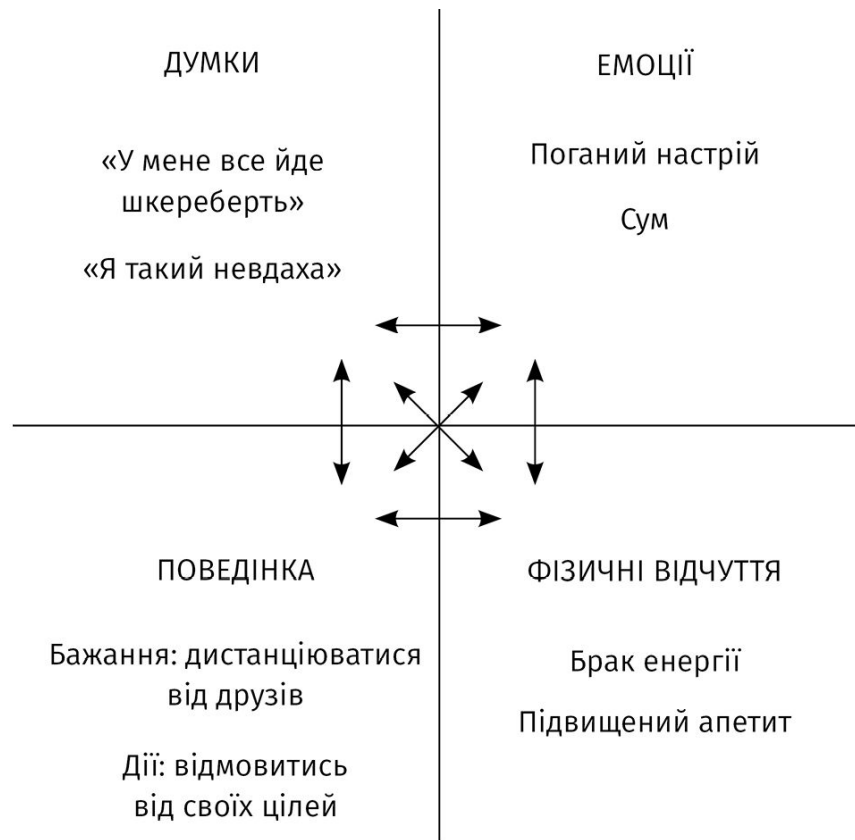 ДУМКИ
«У мене все йде
шкереберть»
«Я такий невдаха»
ЕМОЦІЇ
Поганий настрій
Сум
ПОВЕДІНКА
Бажання: дистанціюватися
від друзів
Дії: відмовитись
від своїх цілей
ФІЗИЧНІ ВІДЧУТТЯ
Брак енергії
Підвищений апетит